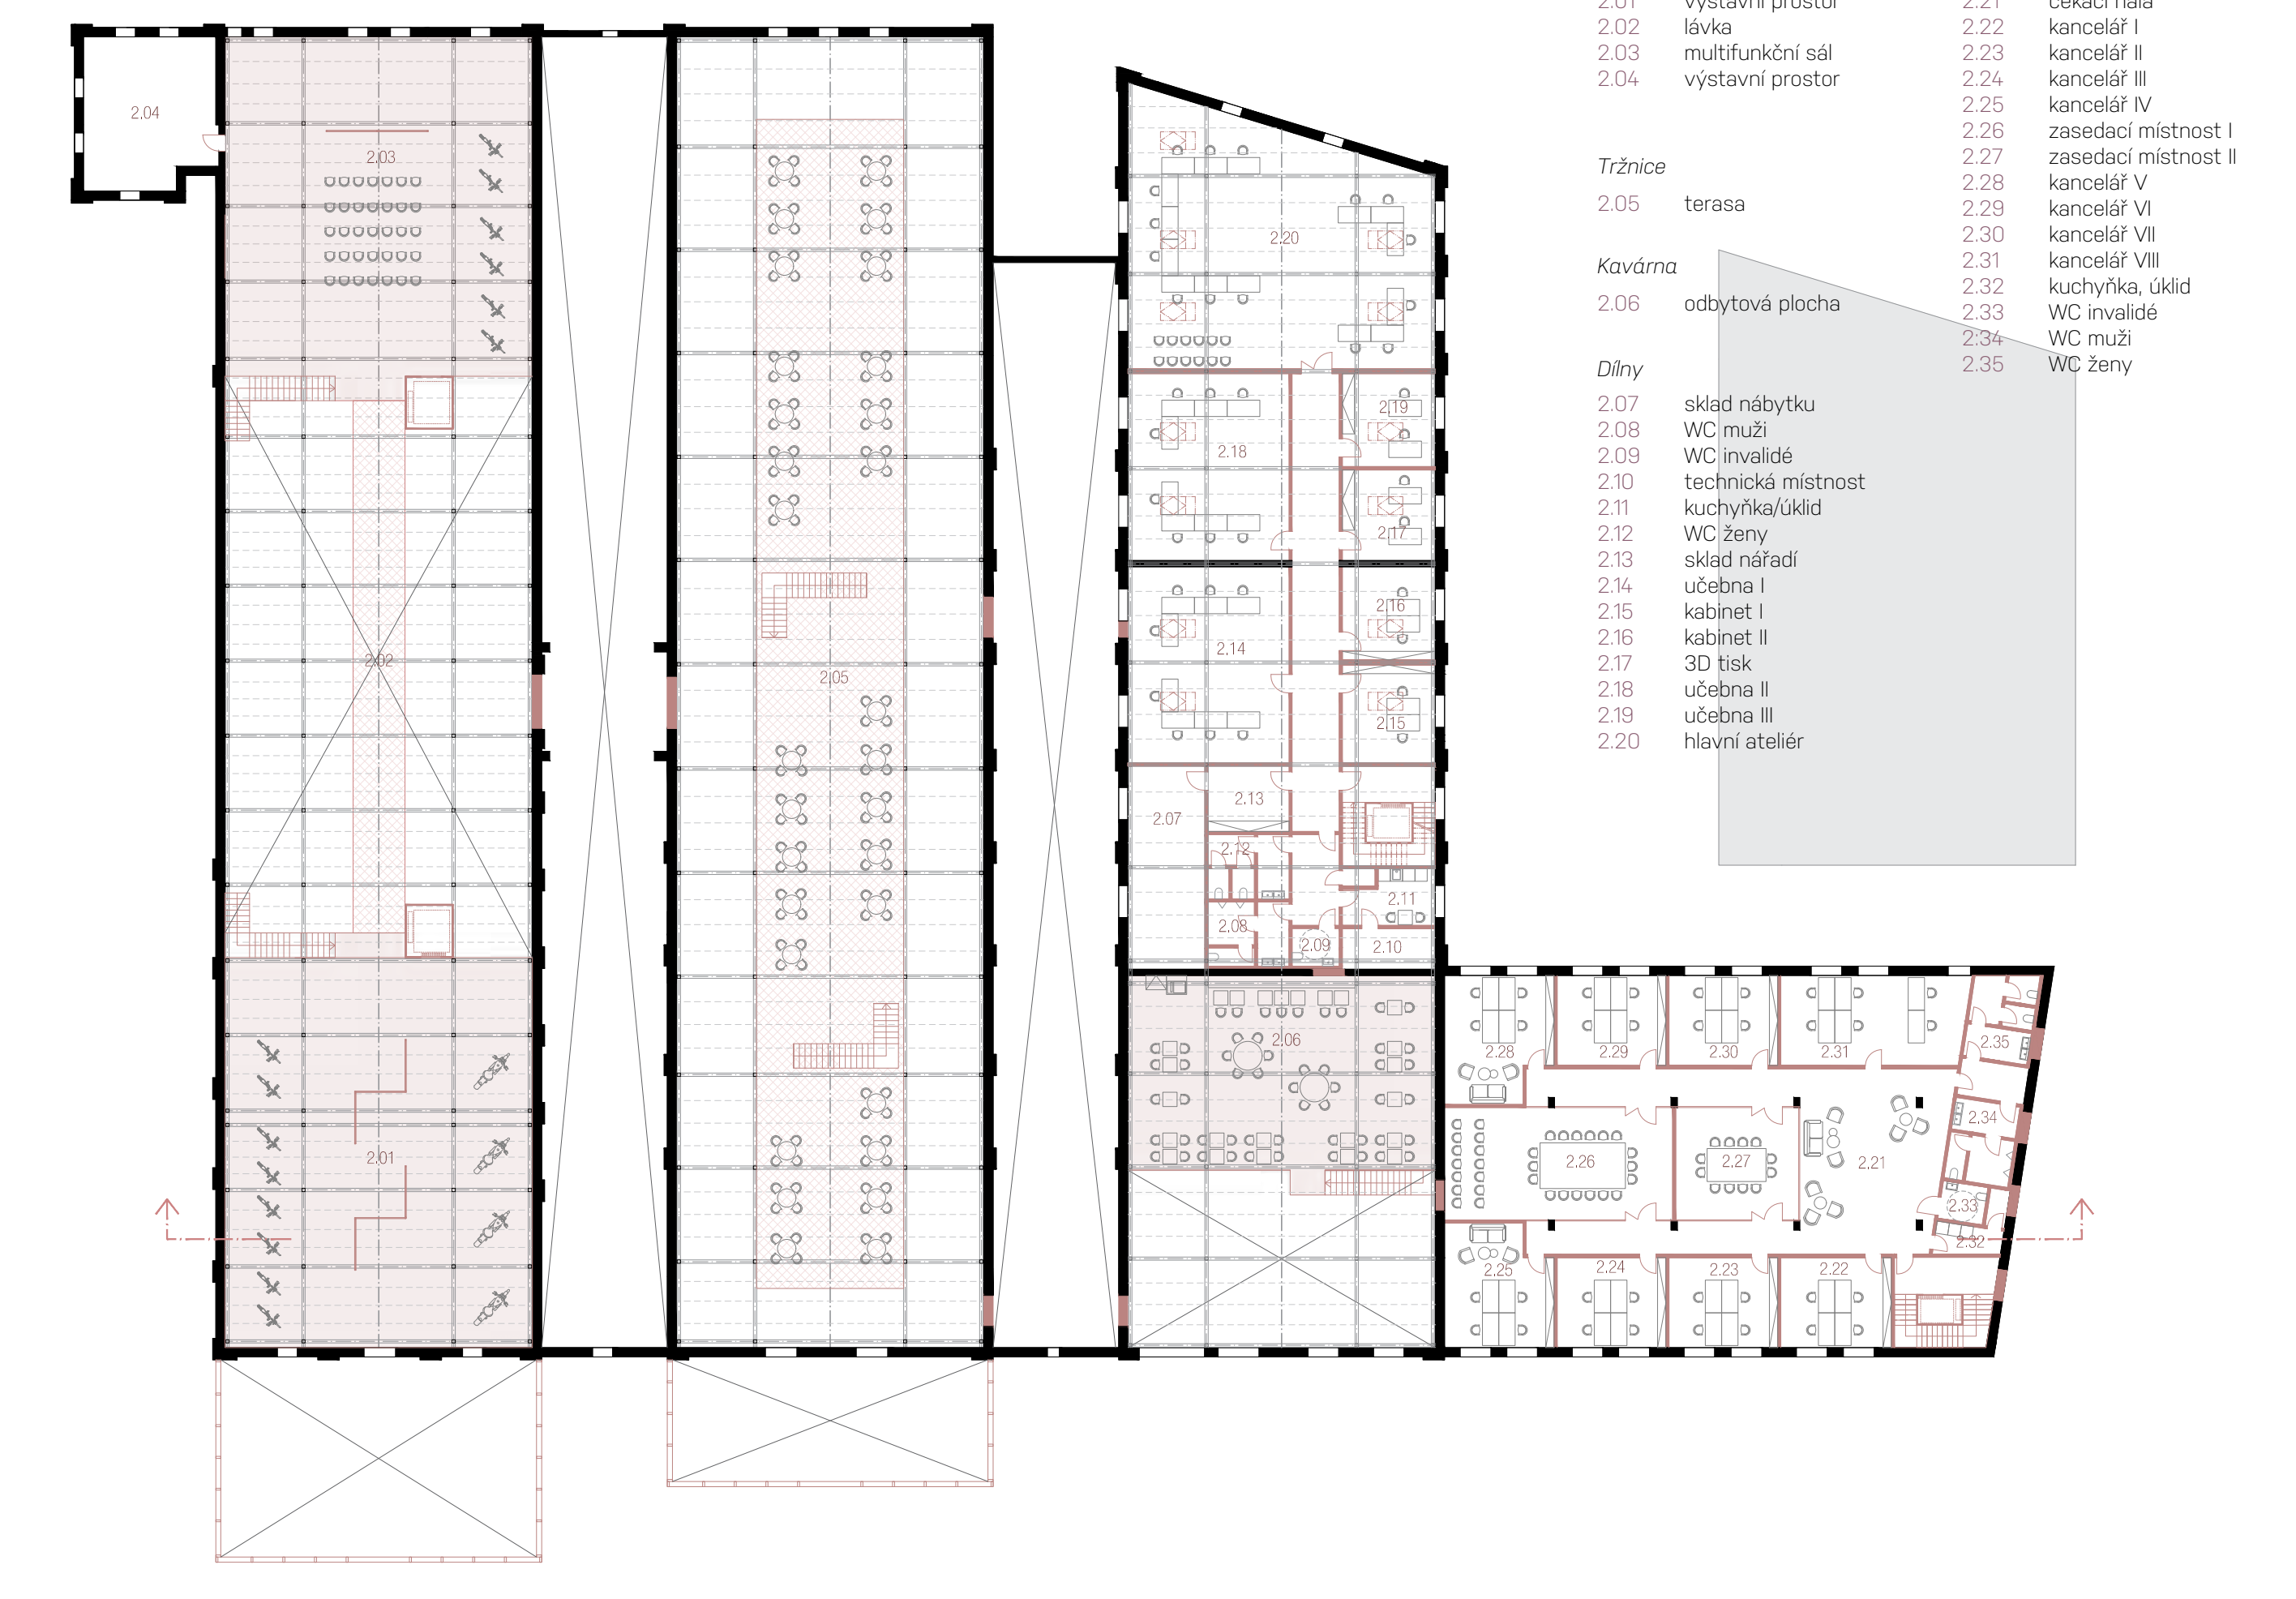 2.01 výstavní prostor
2.02 lávka
2.03 multifunkční sál
2.04 výstavní prostor
Tržnice
2.05 terasa
Kavárna
2.06 odbytová plocha
Dílny
2.07 sklad nábytku
2.08 WC muži
2.09 WC invalidé
2.10 technická místnost
2.11 kuchyňka/úklid
2.12 WC ženy
2.13 sklad nářadí
2.14 učebna I
2.15 kabinet I
2.16 kabinet II
2.17 3D tisk
2.18 učebna II
2.19 učebna III
2.20 hlavní ateliér
2.21 čekací hala
2.22 kancelář I
2.23 kancelář II
2.24 kancelář III
2.25 kancelář IV
2.26 zasedací místnost I
2.27 zasedací místnost II
2.28 kancelář V
2.29 kancelář VI
2.30 kancelář VII
2.31 kancelář VIII
2.32 kuchyňka, úklid
2.33 WC invalidé
2:34 WC muži
2.35 WC ženy
2.04
2.03
2.02
2.01
2.05
2.20
2.19
2.18
2.17
2.16
2.14
2.15
2.13
2.07
2.12
2.11
2.08
2.09
2.10
2.06
2.28
2.29
2.30
2.31
2.35
2.34
2.26
2.27
2.21
2.33
2.32
2.25
2.24
2.23
2.22